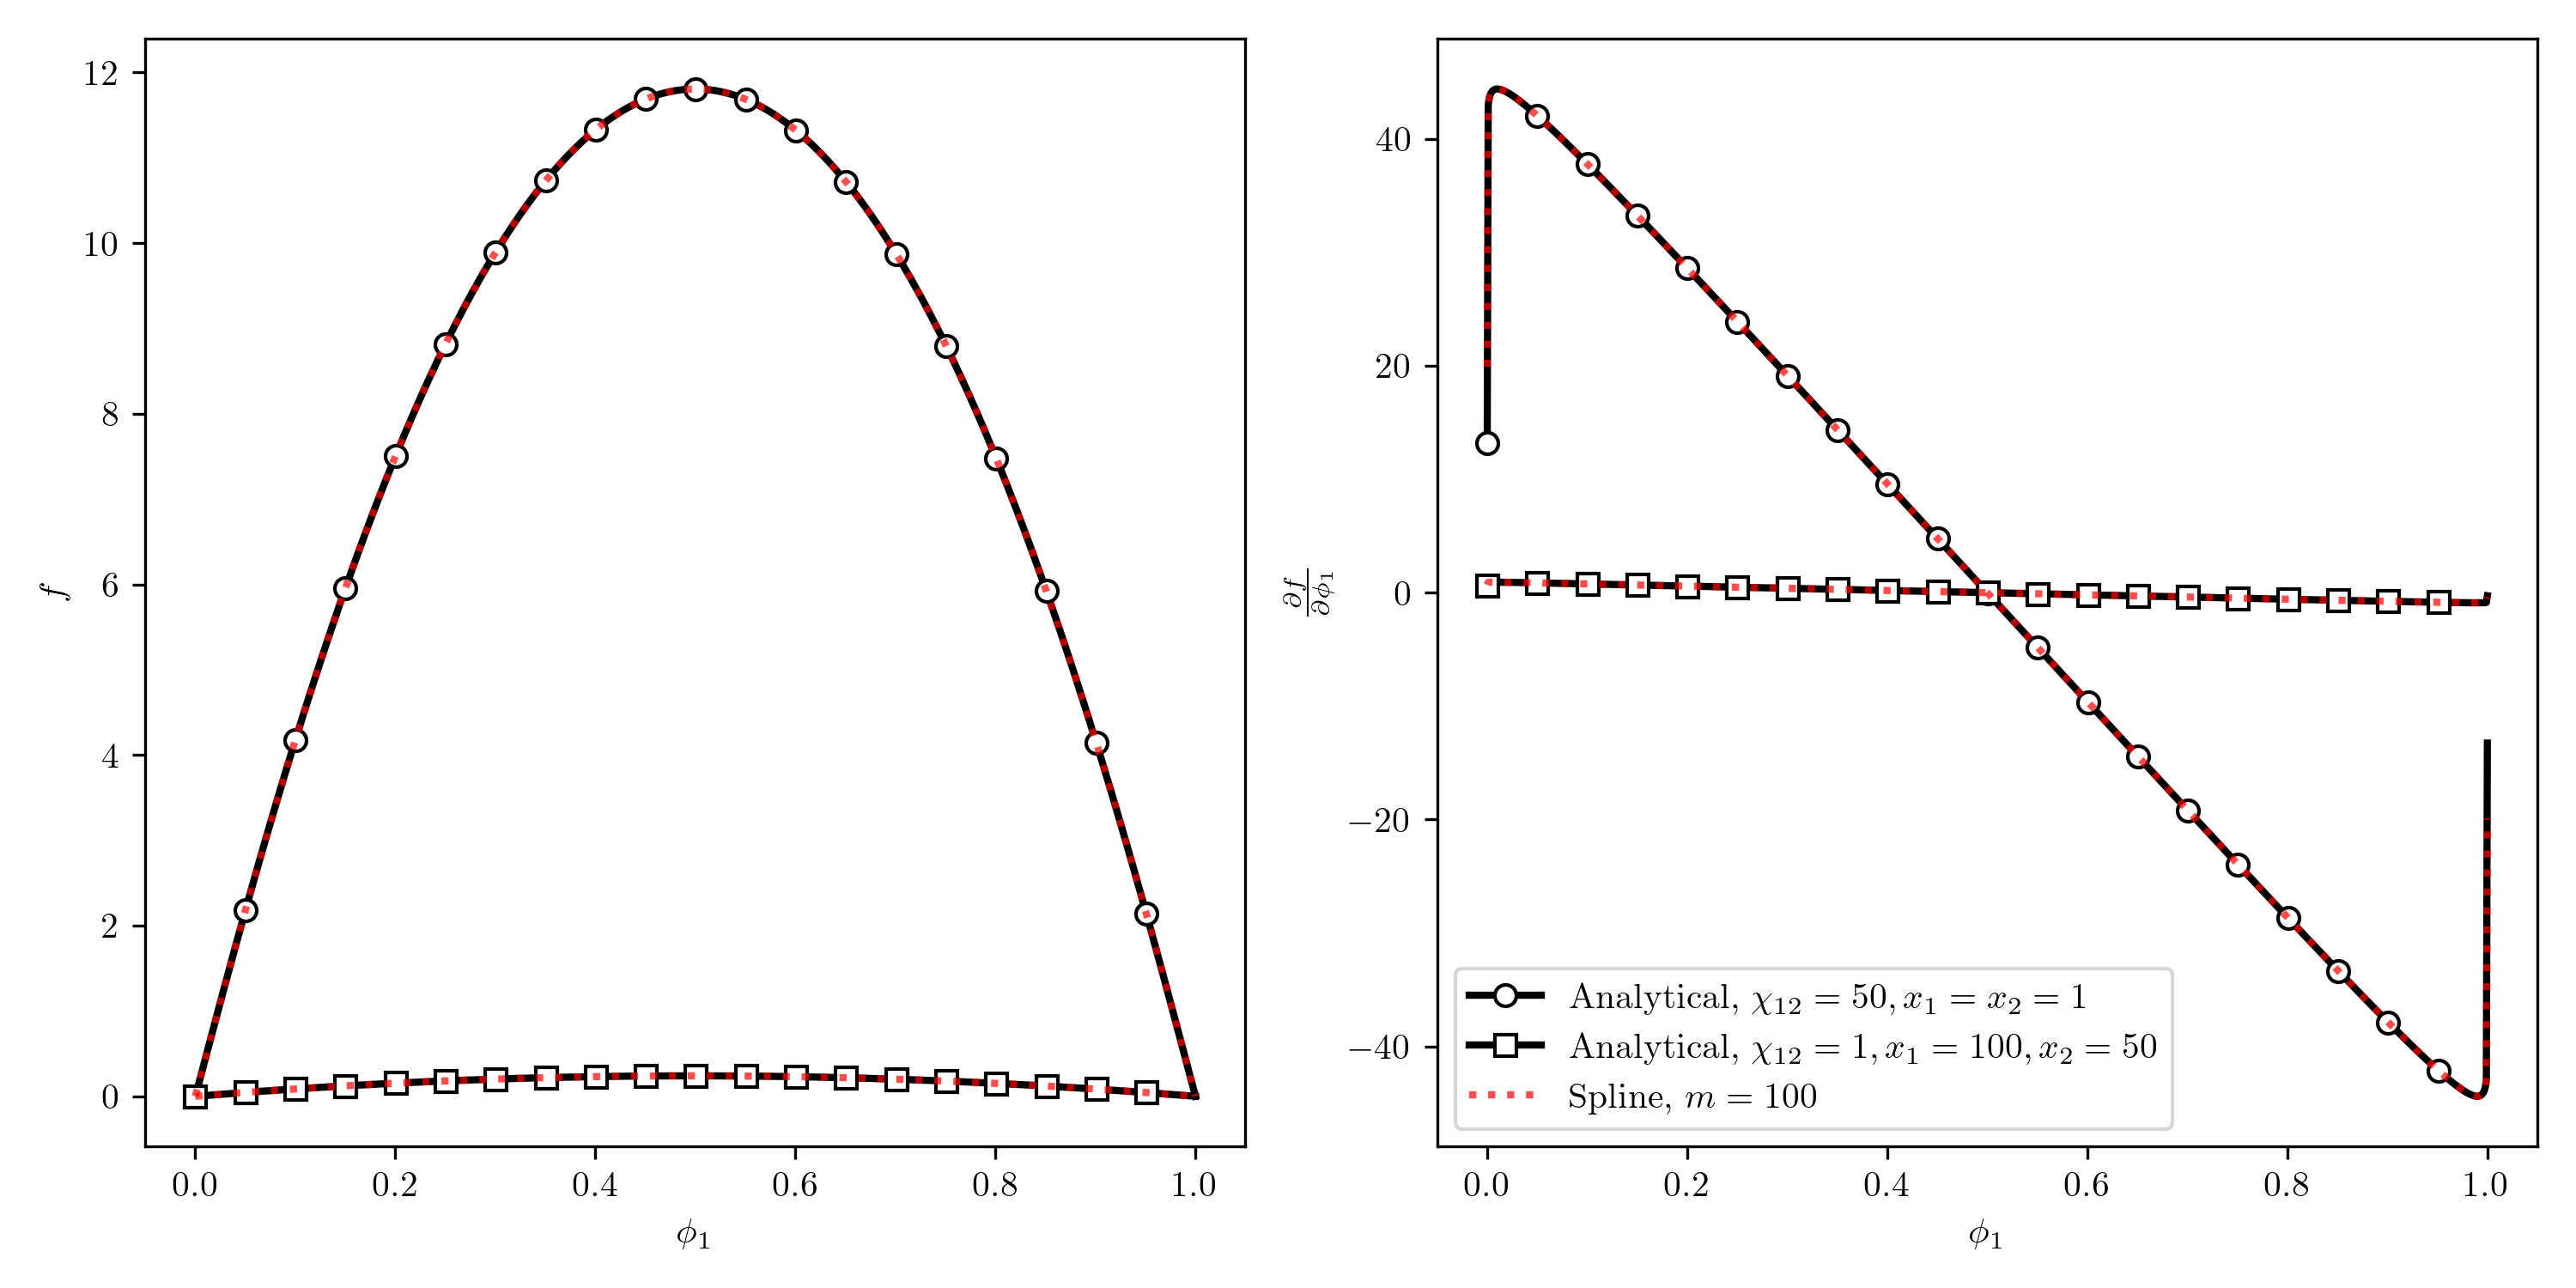 12
10
8
6
4
2
0
f
0.0 0.2 0.4 0.6 0.8 1.0
ϕ₁
40
20
0
−20
−40
∂f
∂ϕ₁
Analytical, χ₁₂ = 50, x₁ = x₂ = 1
Analytical, χ₁₂ = 1, x₁ = 100, x₂ = 50
Spline, m = 100
0.0 0.2 0.4 0.6 0.8 1.0
ϕ₁